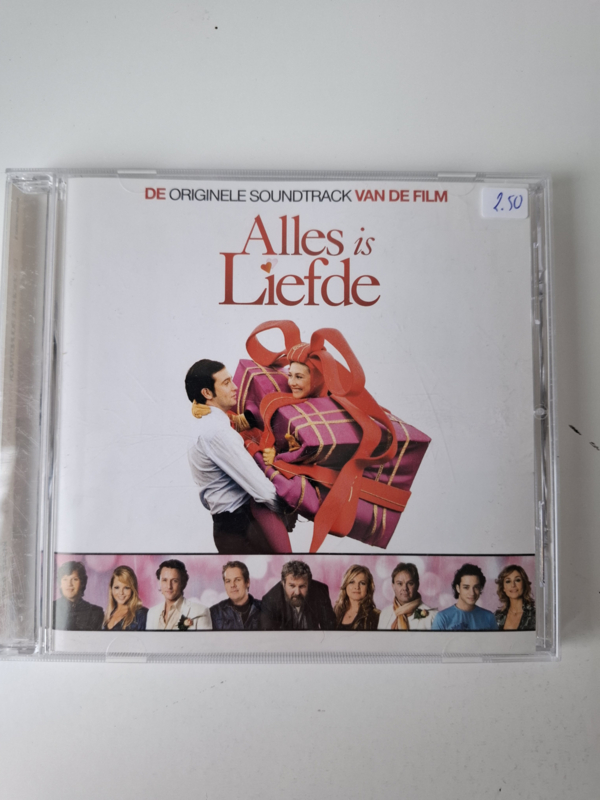 DE ORIGINELE SOUNDTRACK VAN DE FILM
2.50
Alles is
Liefde